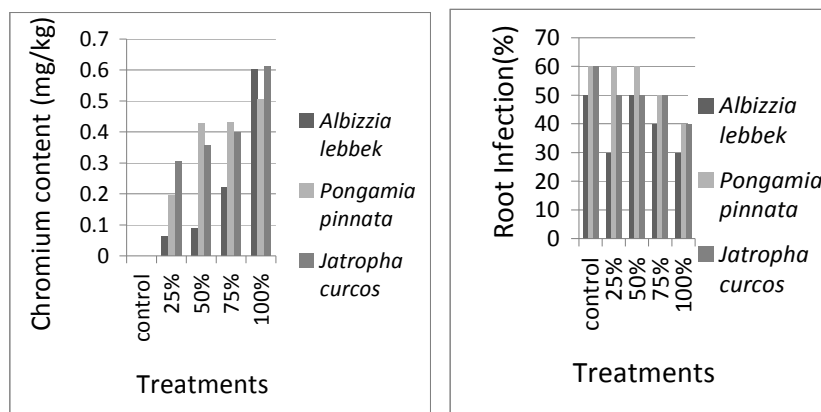 Chromium content (mg/kg)
0.7
0.6
0.5
0.4
0.3
0.2
0.1
0
control
25%
50%
75%
100%
Treatments
Albizzia
lebbek
Pongamia
pinnata
Jatropha
curcos
Root Infection(%)
70
60
50
40
30
20
10
0
control
25%
50%
75%
100%
Treatments
Albizzia
lebbek
Pongamia
pinnata
Jatropha
curcos